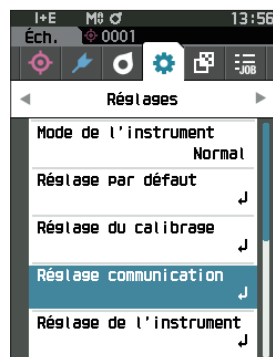 I+E M0 13:56
Éch. 0001
JOB
Réglages
Mode de l'instrument
Normal
Réglage par défaut
Réglage du calibrage
Réglage communication
Réglage de l'instrument